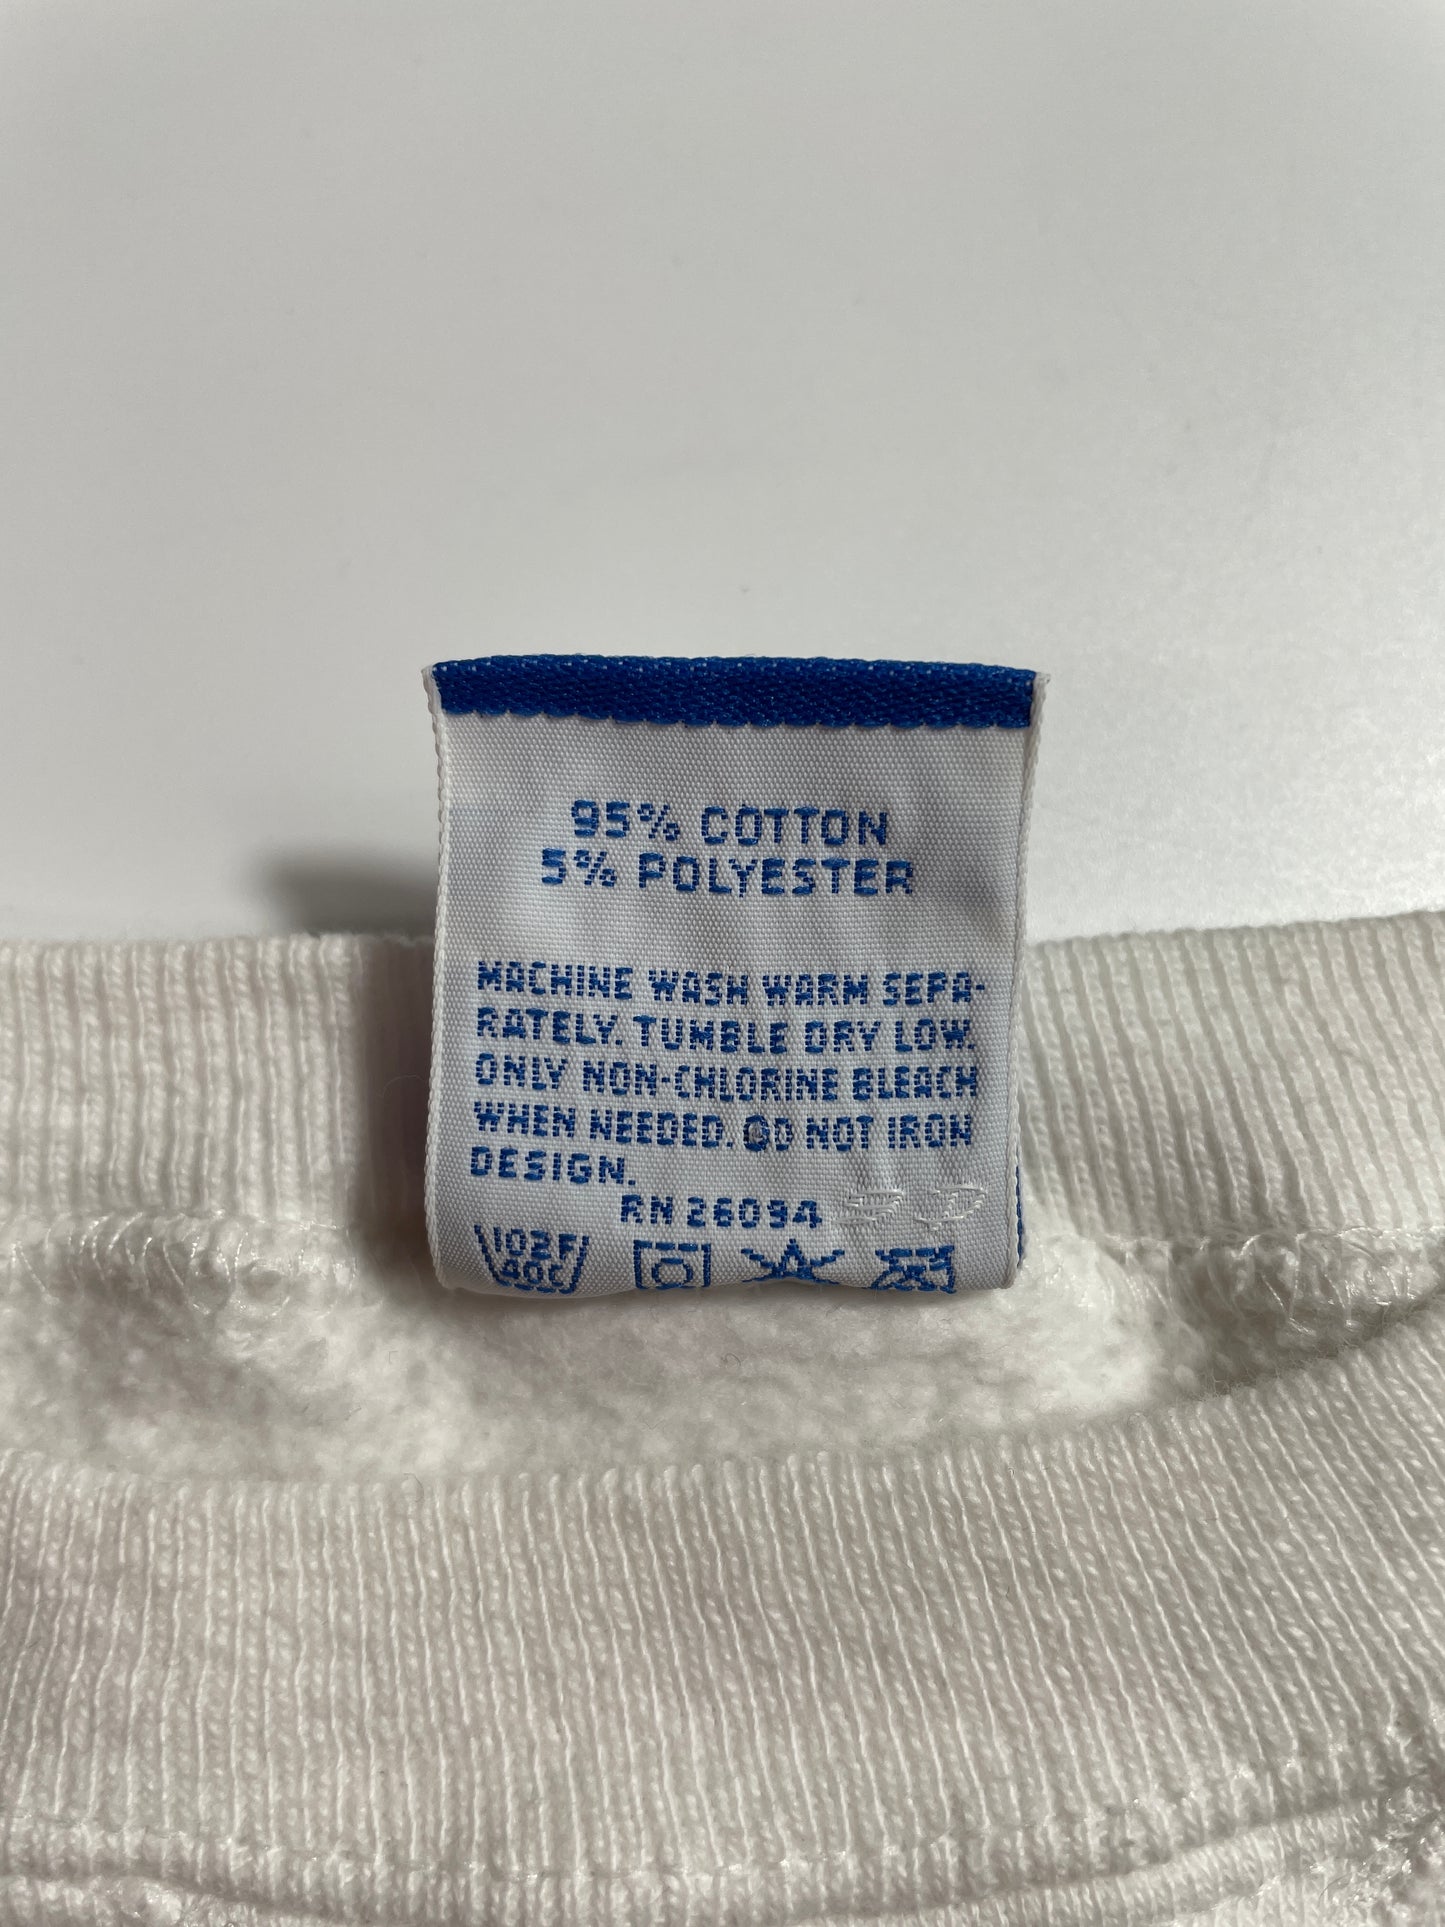 95% COTTON
5% POLYESTER
MACHINE WASH WARM SEPA-
RATELY. TUMBLE DRY LOW.
ONLY NON-CHLORINE BLEACH
WHEN NEEDED. DO NOT IRON
DESIGN.
RN 26094
102F
40C